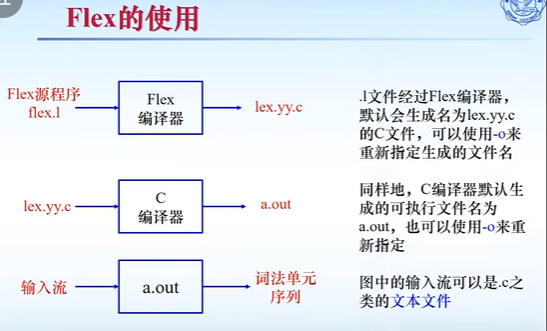 Flex的使用
Flex源程序
flex.l
Flex
编译器
lex.yy.c
.l文件经过Flex编译器，
默认会生成名为lex.yy.c
的C文件，可以使用-o来
重新指定生成的文件名
lex.yy.c
C
编译器
a.out
同样地，C编译器默认生
成的可执行文件名为
a.out，也可以使用-o来重
新指定
输入流
a.out
词法单元
序列
图中的输入流可以是.c之
类的文本文件